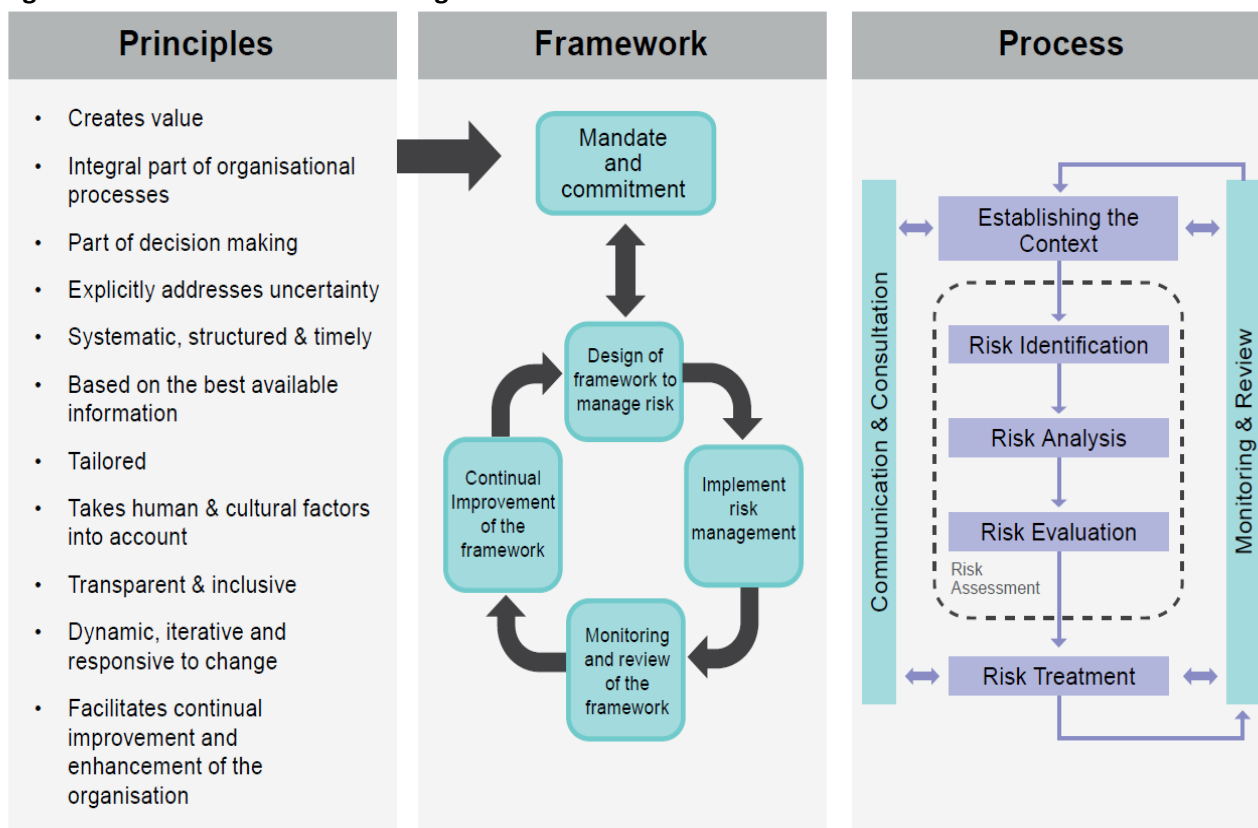 Principles
• Creates value
• Integral part of organisational
processes
• Part of decision making
• Explicitly addresses uncertainty
• Systematic, structured & timely
• Based on the best available
information
• Tailored
• Takes human & cultural factors
into account
• Transparent & inclusive
• Dynamic, iterative and
responsive to change
• Facilitates continual
improvement and
enhancement of the
organisation
Framework
Mandate
and
commitment
Design of
framework to
manage risk
Implement
risk
management
Monitoring
and review
of the
framework
Continual
Improvement
of the
framework
Process
Communication & Consultation
Establishing the
Context
Risk Identification
Risk Analysis
Risk Evaluation
Risk
Assessment
Risk Treatment
Monitoring & Review